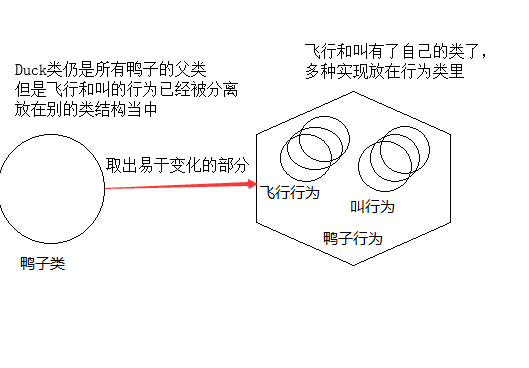 Duck类仍是所有鸭子的父类
但是飞行和叫的行为已经被分离
放在别的类结构当中
飞行和叫有了自己的类了，
多种实现放在行为类里
取出易于变化的部分
飞行行为
叫行为
鸭子行为
鸭子类